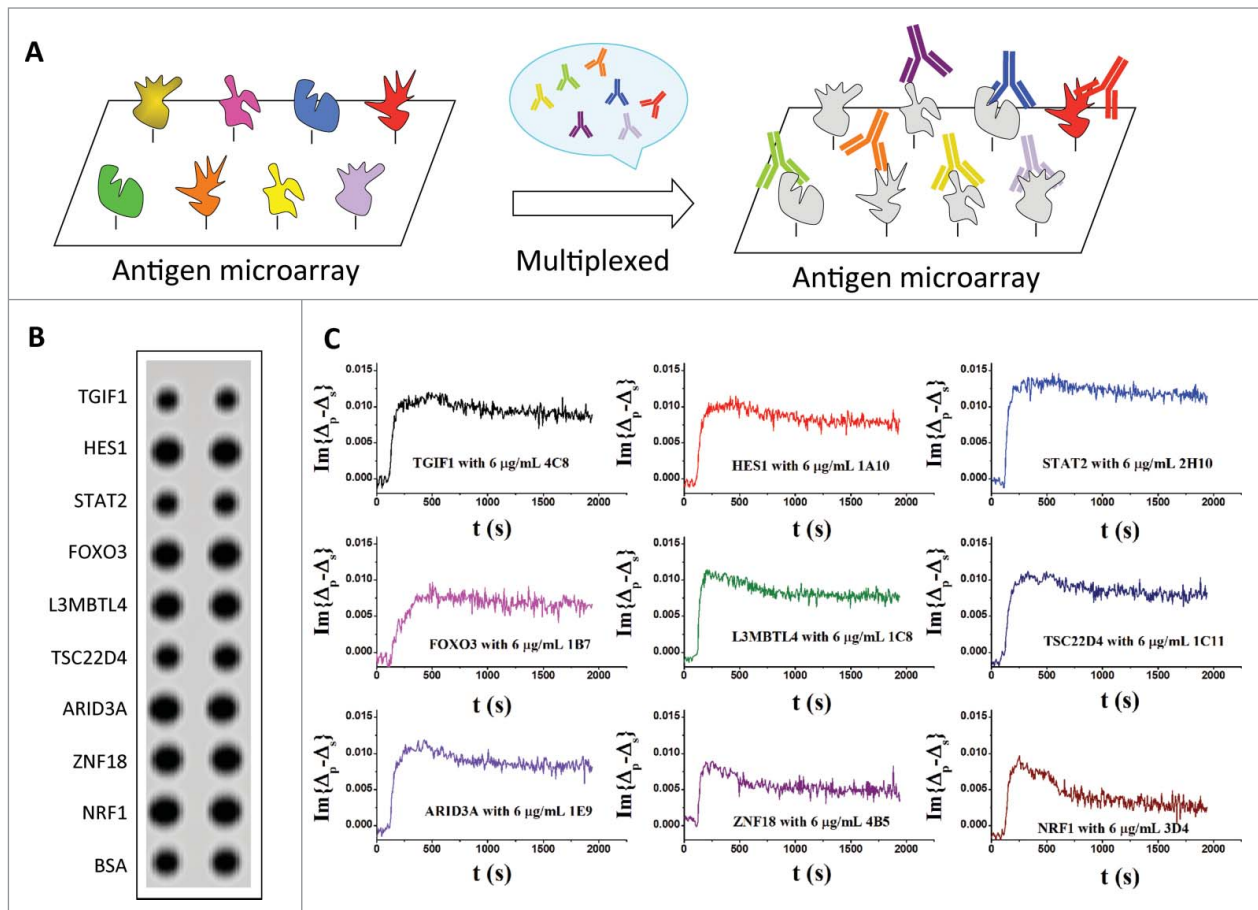 A
Antigen microarray
Multiplexed
Antigen microarray
B
TGIF1
HES1
STAT2
FOXO3
L3MBTL4
TSC22D4
ARID3A
ZNF18
NRF1
BSA
C
Im{Δp-Δs}
0.015
0.010
0.005
0.000
TGIF1 with 6 μg/mL 4C8
0 500 1000 1500 2000
t (s)
Im{Δp-Δs}
0.015
0.010
0.005
0.000
HES1 with 6 μg/mL 1A10
0 500 1000 1500 2000
t (s)
Im{Δp-Δs}
0.015
0.010
0.005
0.000
STAT2 with 6 μg/mL 2H10
0 500 1000 1500 2000
t (s)
Im{Δp-Δs}
0.015
0.010
0.005
0.000
FOXO3 with 6 μg/mL 1B7
0 500 1000 1500 2000
t (s)
Im{Δp-Δs}
0.015
0.010
0.005
0.000
L3MBTL4 with 6 μg/mL 1C8
0 500 1000 1500 2000
t (s)
Im{Δp-Δs}
0.015
0.010
0.005
0.000
TSC22D4 with 6 μg/mL 1C11
0 500 1000 1500 2000
t (s)
Im{Δp-Δs}
0.015
0.010
0.005
0.000
ARID3A with 6 μg/mL 1E9
0 500 1000 1500 2000
t (s)
Im{Δp-Δs}
0.015
0.010
0.005
0.000
ZNF18 with 6 μg/mL 4B5
0 500 1000 1500 2000
t (s)
Im{Δp-Δs}
0.015
0.010
0.005
0.000
NRF1 with 6 μg/mL 3D4
0 500 1000 1500 2000
t (s)